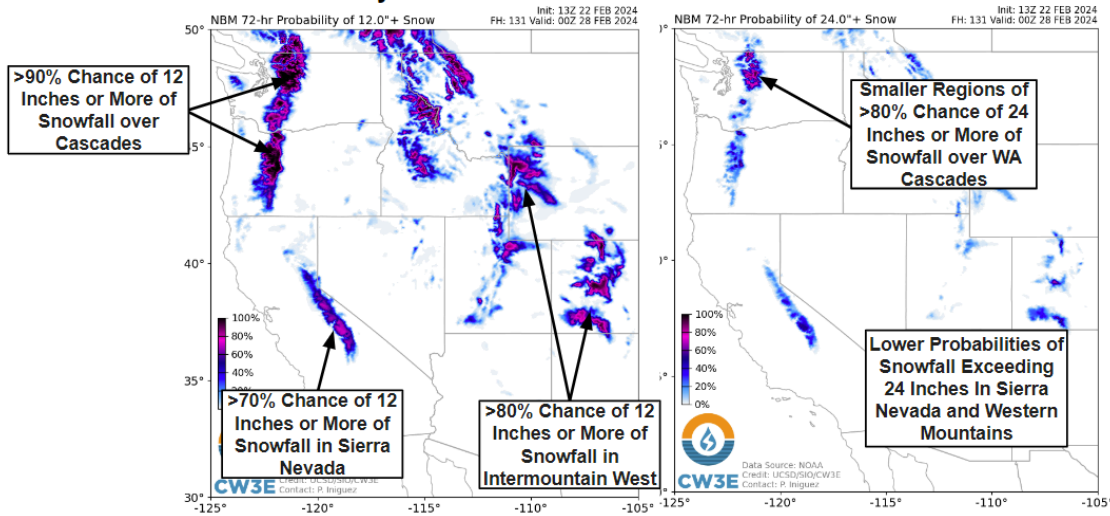 NBM 72-hr Probability of 12.0"+ Snow
Init: 13Z 22 FEB 2024
FH: 131 Valid: 00Z 28 FEB 2024
>90% Chance of 12
Inches or More of
Snowfall over
Cascades
>70% Chance of 12
Inches or More of
Snowfall in Sierra
Nevada
>80% Chance of 12
Inches or More of
Snowfall in
Intermountain West
100%
80%
60%
40%
CW3E
Credit: UCSD/SIO/CW3E
Contact: P. Iniguez
50°
40°
35°
30°
-125°
-120°
-115°
-110°
-105°
NBM 72-hr Probability of 24.0"+ Snow
Init: 13Z 22 FEB 2024
FH: 131 Valid: 00Z 28 FEB 2024
Smaller Regions of
>80% Chance of 24
Inches or More of
Snowfall over WA
Cascades
Lower Probabilities of
Snowfall Exceeding
24 Inches In Sierra
Nevada and Western
Mountains
100%
80%
60%
40%
20%
0%
CW3E
Data Source: NOAA
Credit: UCSD/SIO/CW3E
Contact: P. Iniguez
-125°
-120°
-115°
-110°
-105°